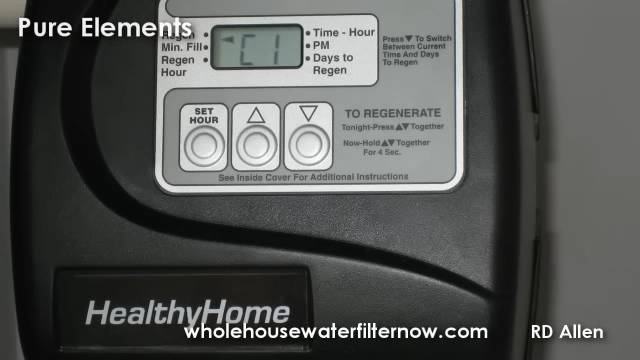 Pure Elements
Regen
Min. Fill
Regen
Hour
C1
Time - Hour
PM
Days to
Regen
Press ▼ To Switch
Between Current
Time And Days
To Regen
SET
HOUR
△
▽
TO REGENERATE
Tonight-Press ▲▼ Together
Now-Hold ▲▼ Together
For 4 Sec.
See Inside Cover For Additional Instructions
HealthyHome
wholehousewaterfilternow.com
RD Allen